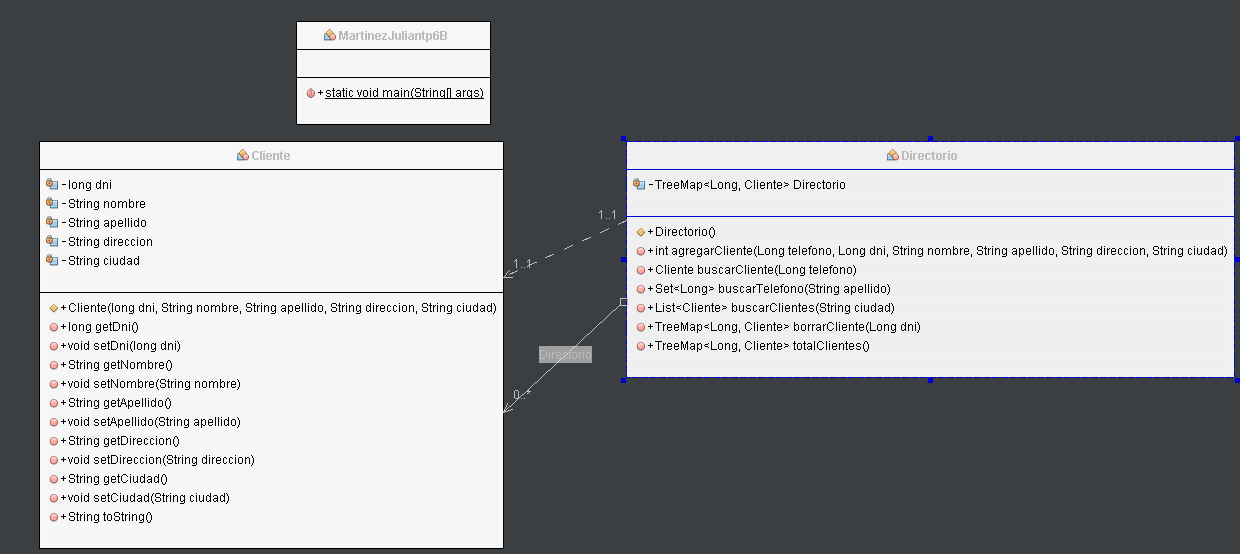 MartinezJuliantp6B
+ static void main(String[] args)
Cliente
- long dni
- String nombre
- String apellido
- String direccion
- String ciudad
+ Cliente(long dni, String nombre, String apellido, String direccion, String ciudad)
+ long getDni()
+ void setDni(long dni)
+ String getNombre()
+ void setNombre(String nombre)
+ String getApellido()
+ void setApellido(String apellido)
+ String getDireccion()
+ void setDireccion(String direccion)
+ String getCiudad()
+ void setCiudad(String ciudad)
+ String toString()
1..1
1..1
Directorio
0..*
Directorio
- TreeMap<Long, Cliente> Directorio
+ Directorio()
+ int agregarCliente(Long telefono, Long dni, String nombre, String apellido, String direccion, String ciudad)
+ Cliente buscarCliente(Long telefono)
+ Set<Long> buscarTelefono(String apellido)
+ List<Cliente> buscarClientes(String ciudad)
+ TreeMap<Long, Cliente> borrarCliente(Long dni)
+ TreeMap<Long, Cliente> totalClientes()